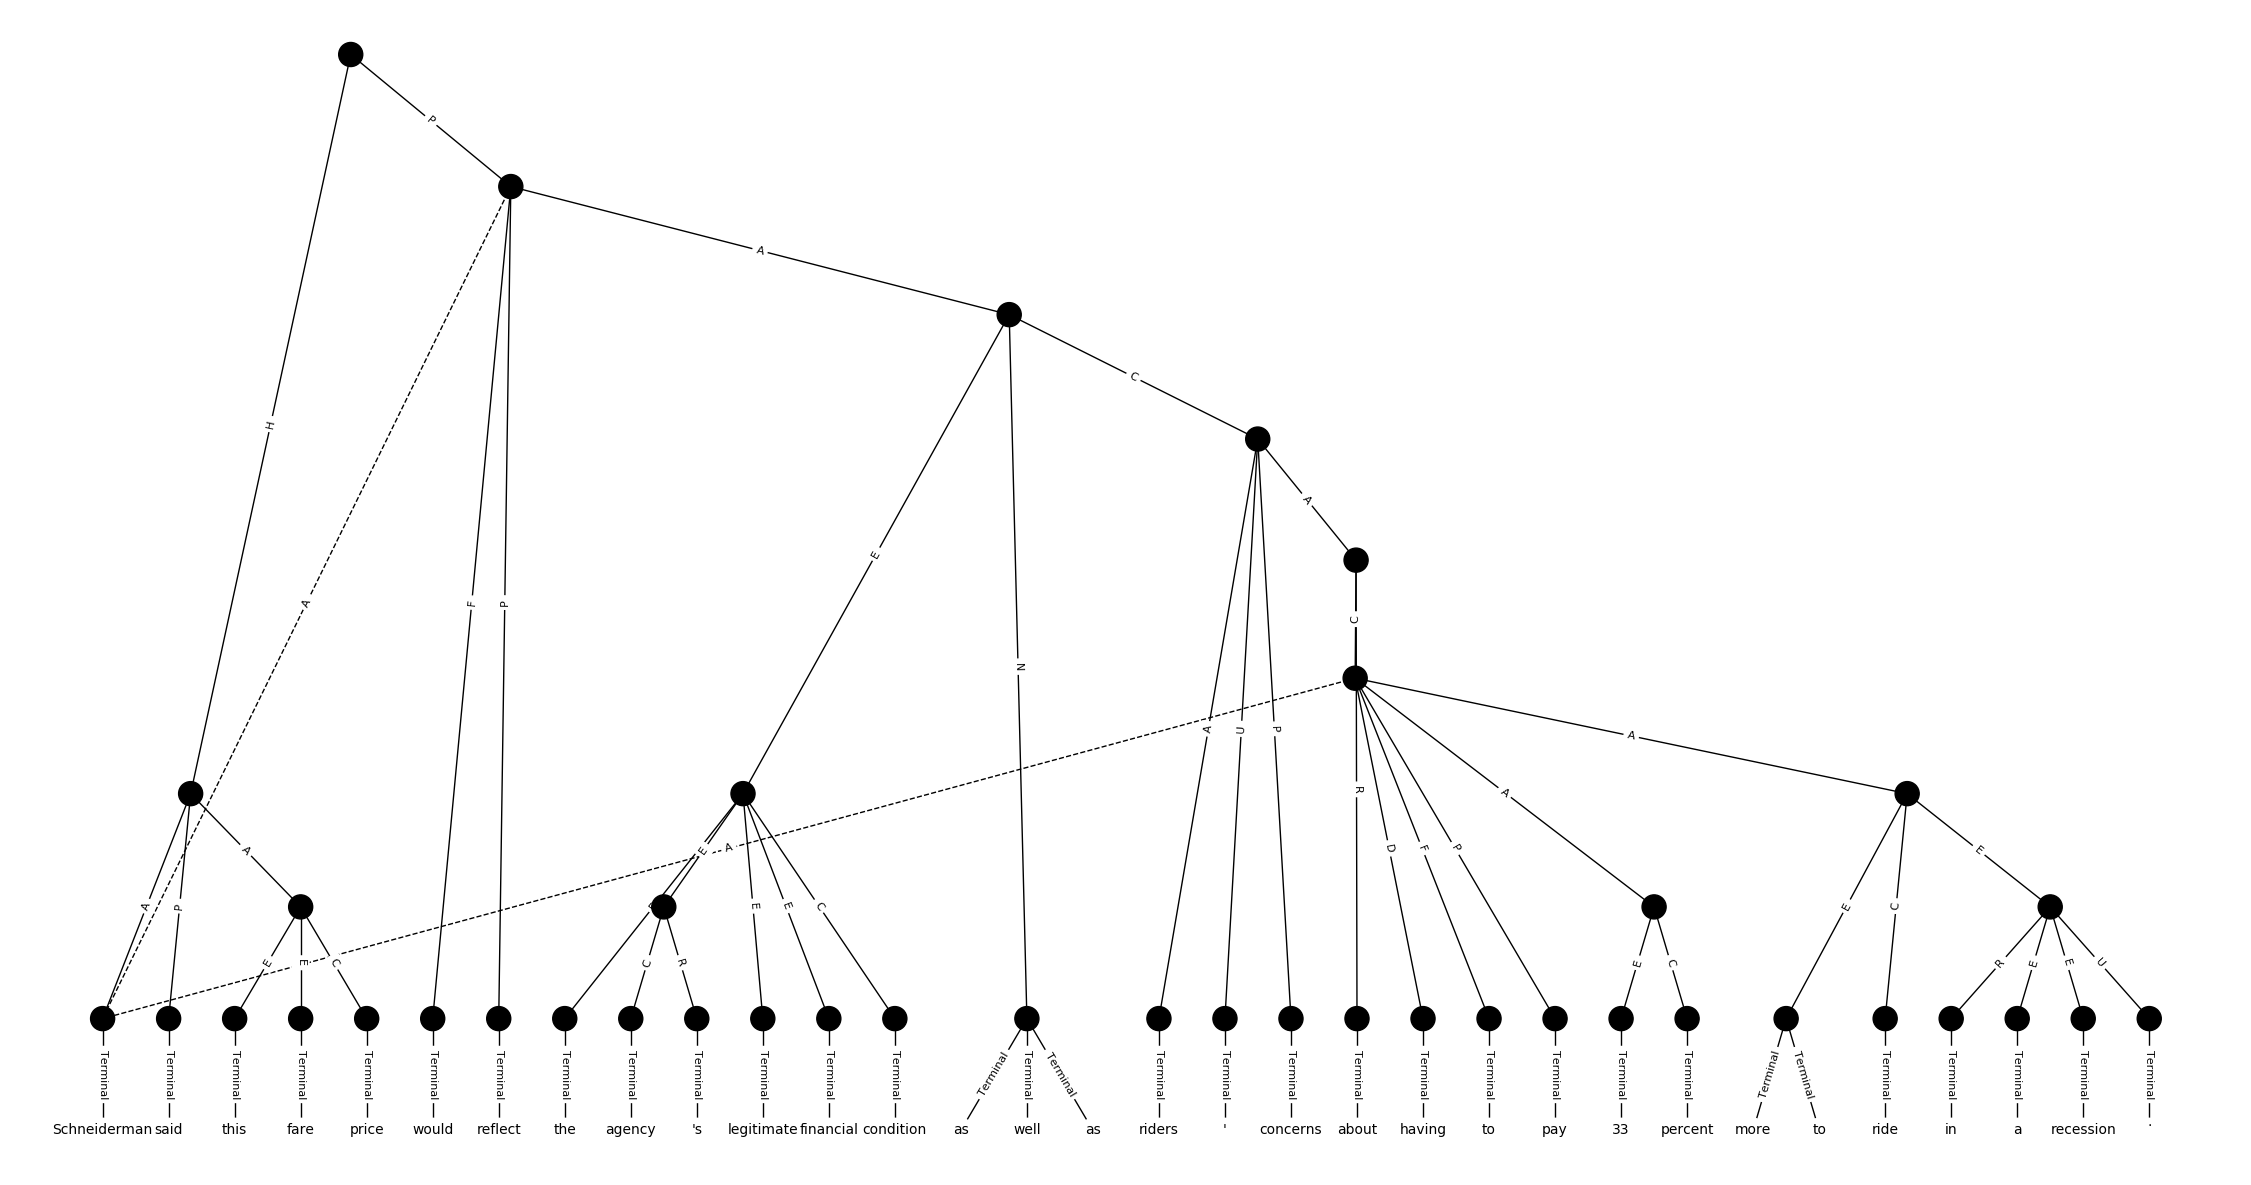 P
A
H
C
A
E
A
F
P
C
N
A
U
P
A
R
A
A
E
A
D
F
P
E
A
P
E
E
E
C
E
C
E
E
E
C
C
R
E
C
R
E
E
U
Terminal Terminal Terminal Terminal Terminal Terminal Terminal Terminal Terminal Terminal Terminal Terminal Terminal Terminal Terminal Terminal Terminal Terminal Terminal Terminal Terminal Terminal Terminal Terminal Terminal Terminal Terminal Terminal Terminal Terminal Terminal Terminal
Schneiderman said this fare price would reflect the agency 's legitimate financial condition as well as riders ' concerns about having to pay 33 percent more to ride in a recession .